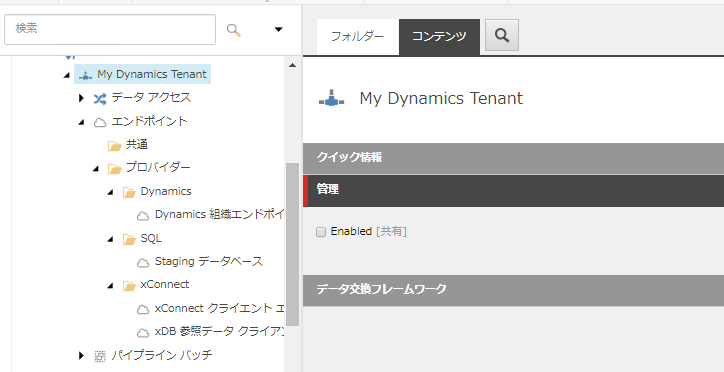 検索
My Dynamics Tenant
データ アクセス
エンドポイント
共通
プロバイダー
Dynamics
Dynamics 組織エンドポイ
SQL
Staging データベース
xConnect
xConnect クライエント エ
xDB 参照データ クライアン
パイプライン バッチ
フォルダー
コンテンツ
My Dynamics Tenant
クイック情報
管理
Enabled [共有]
データ交換フレームワーク